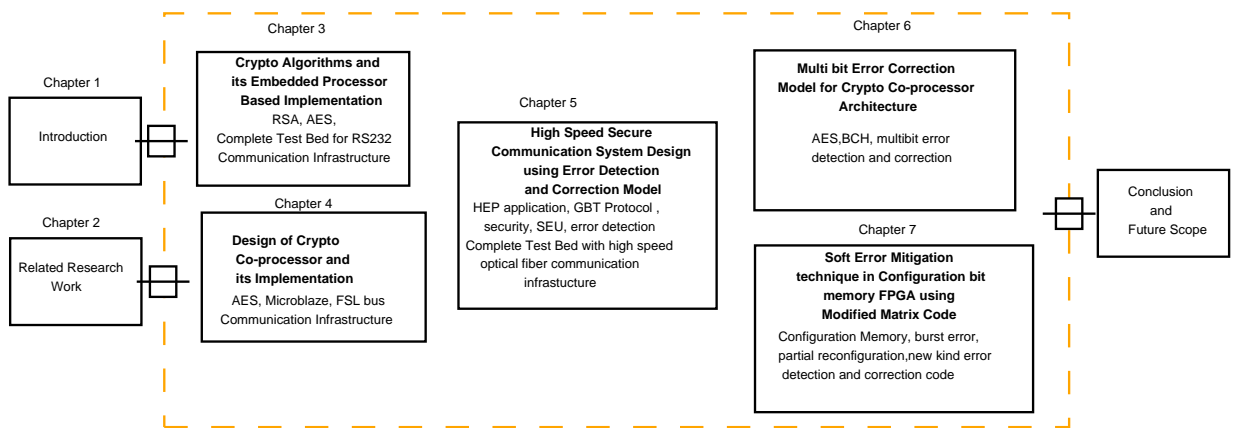 Chapter 1
Introduction
Chapter 2
Related Research
Work
Chapter 3
Crypto Algorithms and
its Embedded Processor
Based Implementation
RSA, AES,
Complete Test Bed for RS232
Communication Infrastructure
Chapter 4
Design of Crypto
Co-processor and
its Implementation
AES, Microblaze, FSL bus
Communication Infrastructure
Chapter 5
High Speed Secure
Communication System Design
using Error Detection
and Correction Model
HEP application, GBT Protocol ,
security, SEU, error detection
Complete Test Bed with high speed
optical fiber communication
infrastucture
Chapter 6
Multi bit Error Correction
Model for Crypto Co-processor
Architecture
AES,BCH, multibit error
detection and correction
Chapter 7
Soft Error Mitigation
technique in Configuration bit
memory FPGA using
Modified Matrix Code
Configuration Memory, burst error,
partial reconfiguration,new kind error
detection and correction code
Conclusion
and
Future Scope